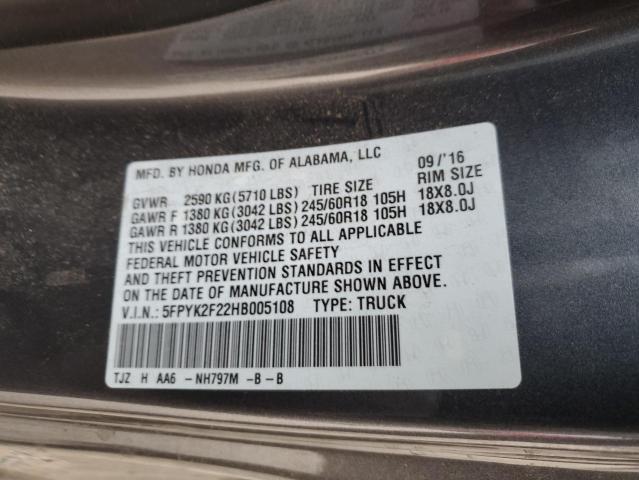 MFD. BY HONDA MFG. OF ALABAMA, LLC 09/'16
GVWR 2590 KG (5710 LBS) TIRE SIZE RIM SIZE
GAWR F 1380 KG (3042 LBS) 245/60R18 105H 18X8.0J
GAWR R 1380 KG (3042 LBS) 245/60R18 105H 18X8.0J
THIS VEHICLE CONFORMS TO ALL APPLICABLE
FEDERAL MOTOR VEHICLE SAFETY
AND THEFT PREVENTION STANDARDS IN EFFECT
ON THE DATE OF MANUFACTURE SHOWN ABOVE.
V.I.N.: 5FPYK2F22HB005108 TYPE: TRUCK
TJZ H AA6 - NH797M - B - B